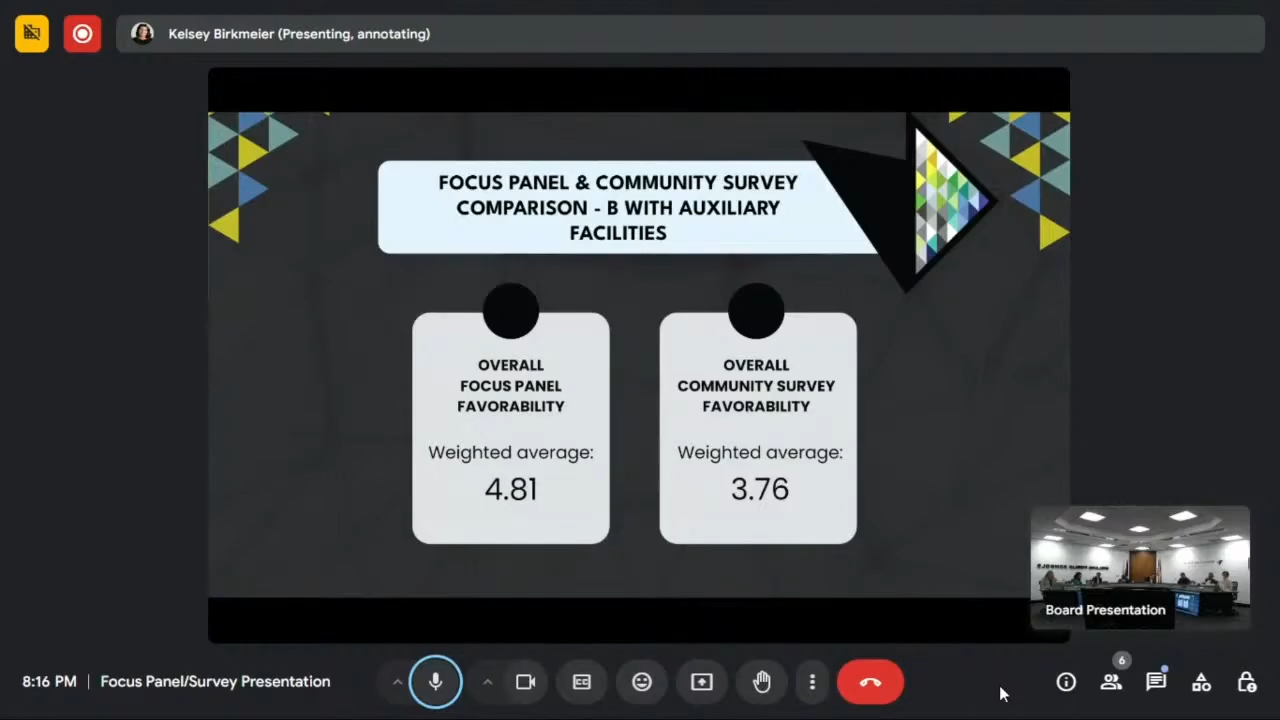 Kelsey Birkmeier (Presenting, annotating)
FOCUS PANEL & COMMUNITY SURVEY
COMPARISON - B WITH AUXILIARY
FACILITIES
OVERALL
FOCUS PANEL
FAVORABILITY
Weighted average:
4.81
OVERALL
COMMUNITY SURVEY
FAVORABILITY
Weighted average:
3.76
Board Presentation
8:16 PM | Focus Panel/Survey Presentation
6